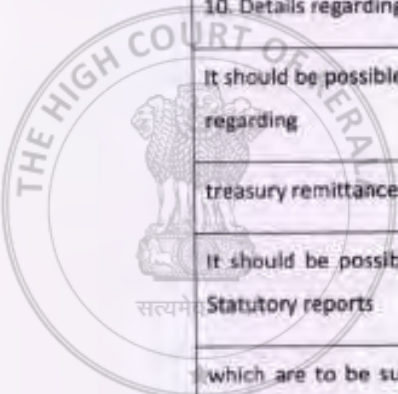 10. Details regarding
It should be possible
regarding
treasury remittance
It should be possib
Statutory reports
which are to be su
THE HIGH COURT OF KERALA
सत्यमे